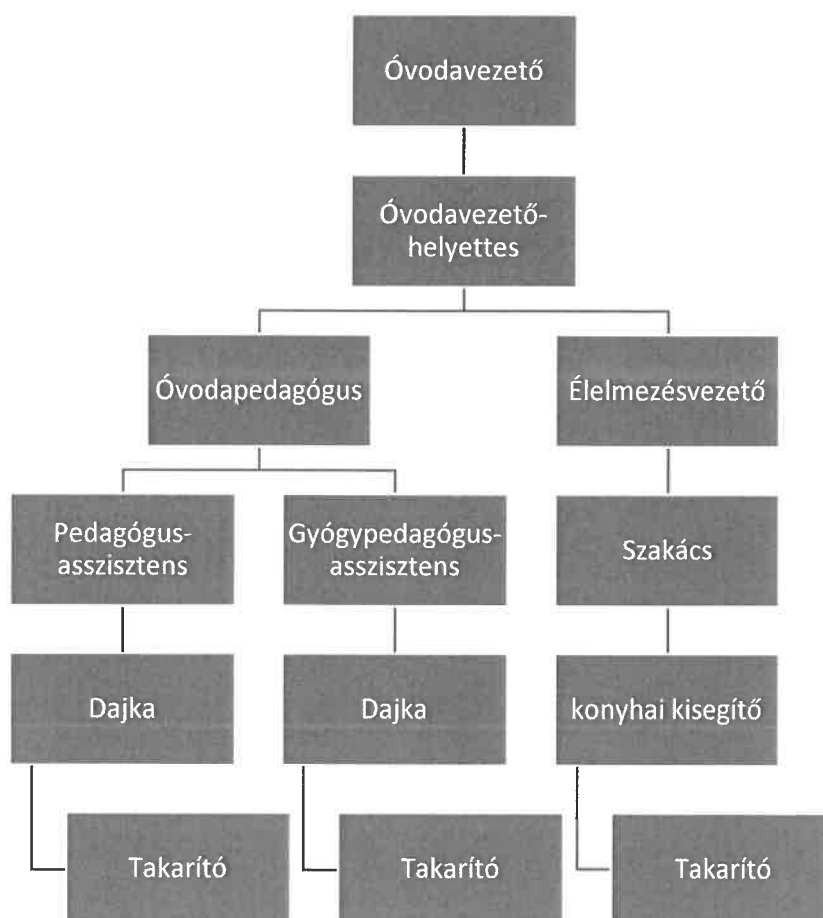 Óvodavezető
Óvodavezető-
helyettes
Óvodapedagógus
Élelmezésvezető
Pedagógus-
asszisztens
Gyógypedagógus-
asszisztens
Szakács
Dajka
Dajka
konyhai kisegítő
Takarító
Takarító
Takarító